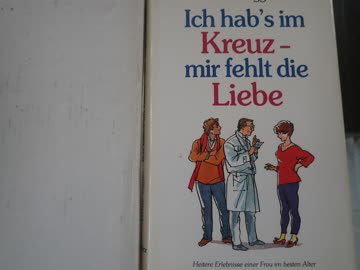 Ich hab's im
Kreuz -
mir fehlt die
Liebe
Heitere Erlebnisse einer Frau im besten Alter